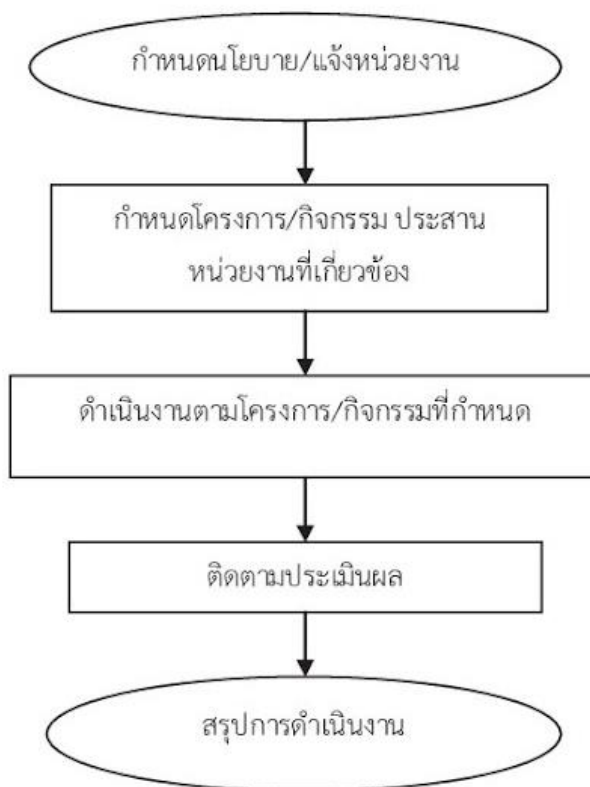 กำหนดนโยบาย/แจ้งหน่วยงาน
กำหนดโครงการ/กิจกรรม ประสาน
หน่วยงานที่เกี่ยวข้อง
ดำเนินงานตามโครงการ/กิจกรรมที่กำหนด
ติดตามประเมินผล
สรุปการดำเนินงาน